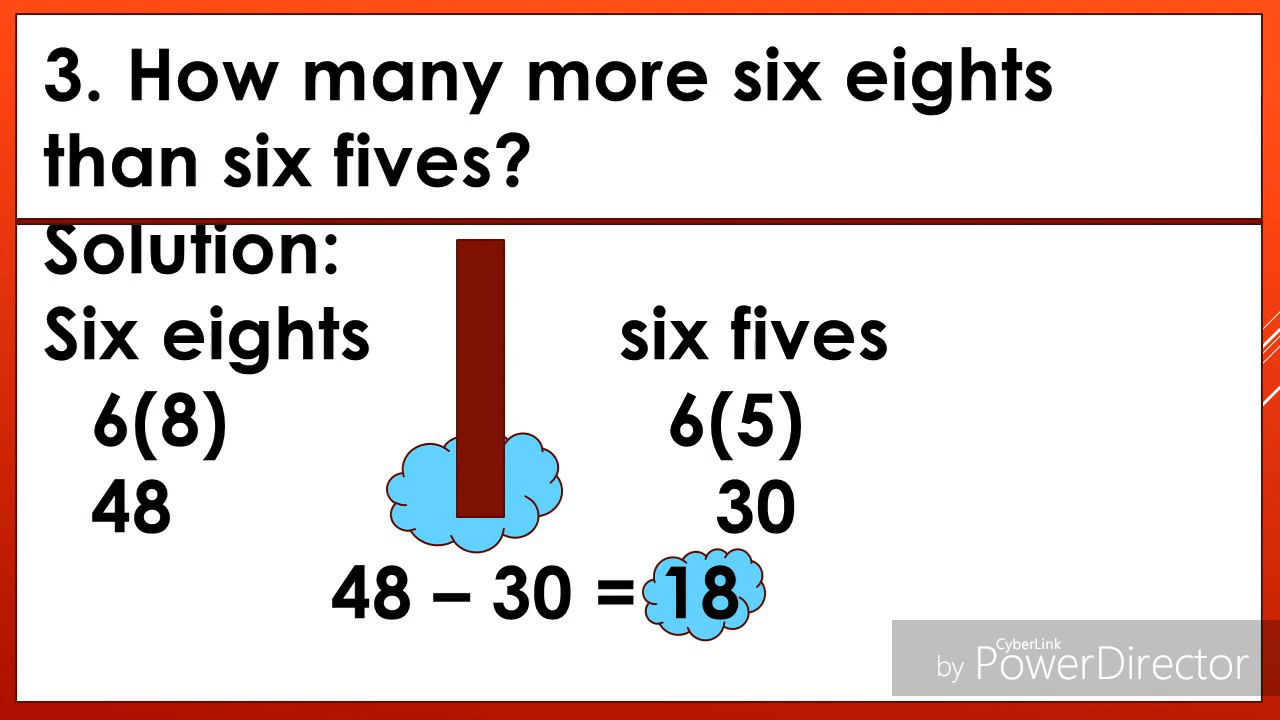 3. How many more six eights
than six fives?
Solution:
Six eights six fives
6(8) 6(5)
48 30
48 – 30 = 18
CyberLink
by PowerDirector